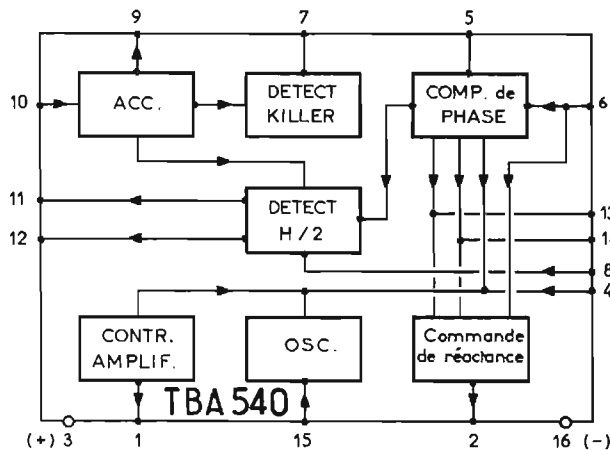 9 7 5
10 ACC. DETECT KILLER COMP. de PHASE 6
11 DETECT H/2 13
12
8
4
CONTR. AMPLIF. OSC. Commande de réactance
TBA 540
(+) 3 1 15 2 16 (-)